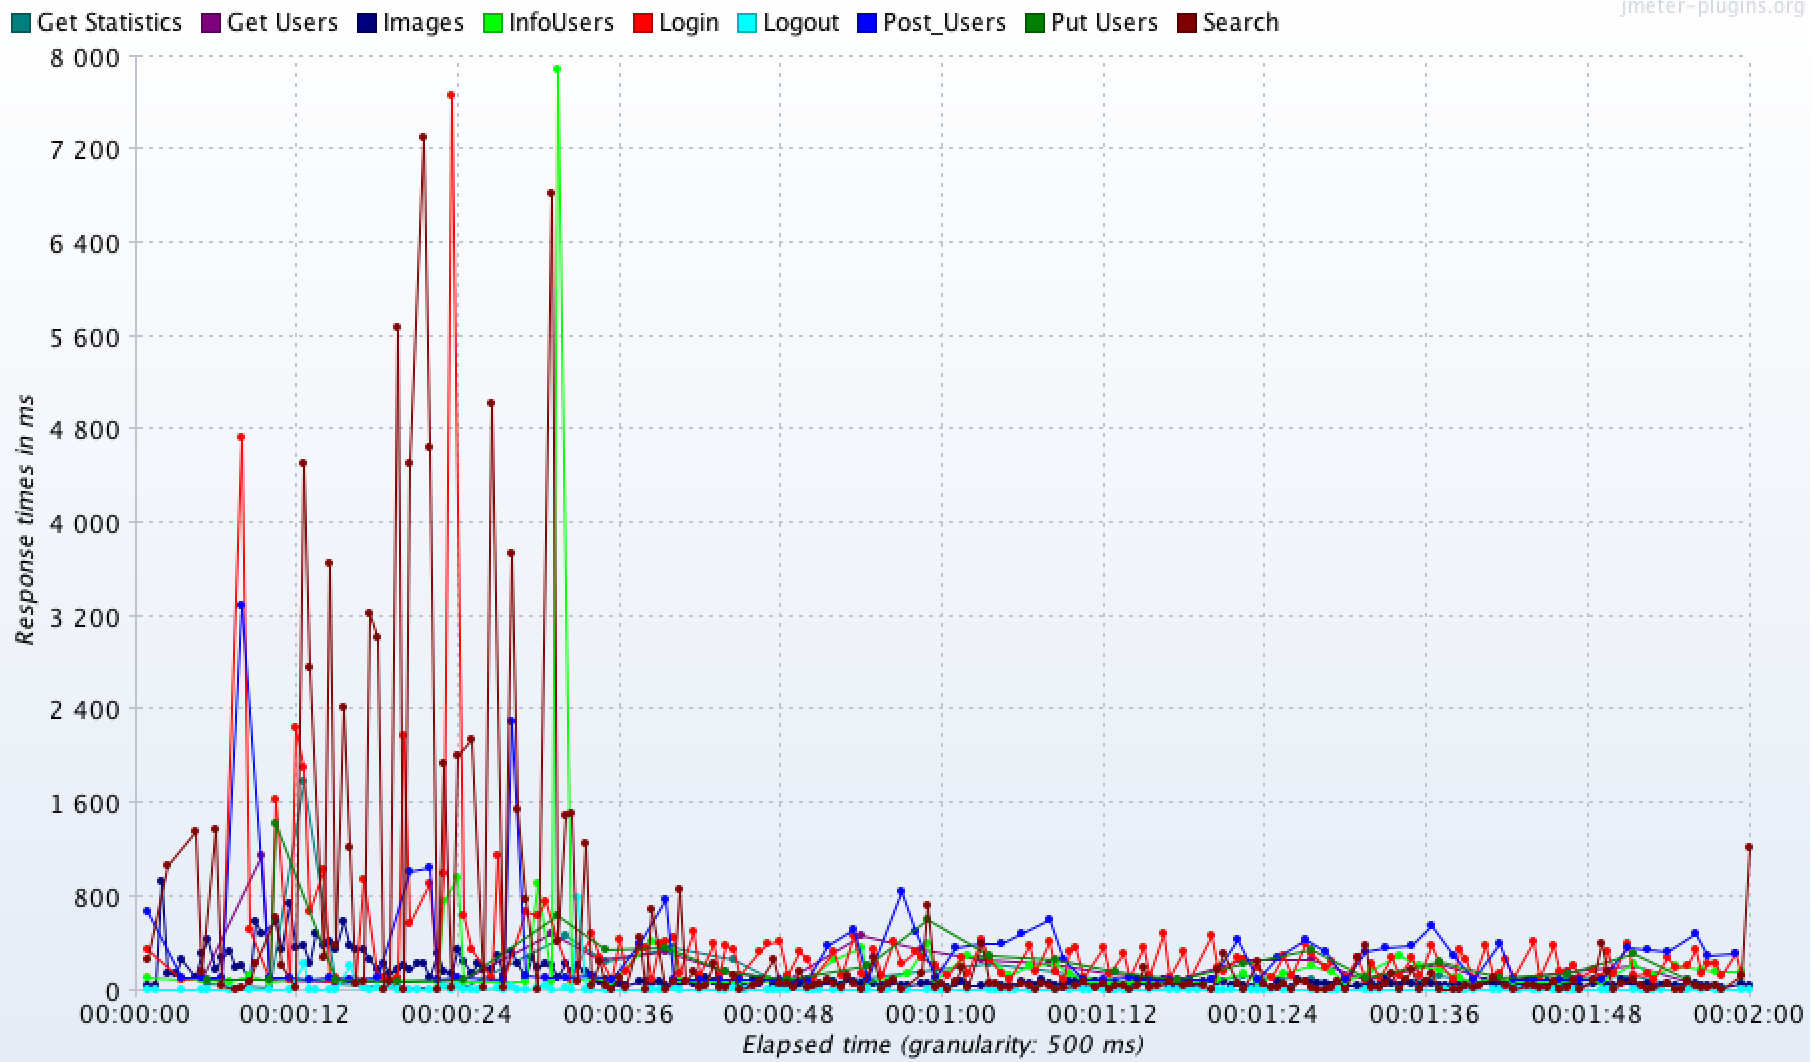 jmeter-plugins.org
Get Statistics Get Users Images InfoUsers Login Logout Post_Users Put Users Search
8 000
7 200
6 400
5 600
4 800
4 000
3 200
2 400
1 600
800
0
Response times in ms
00:00:00 00:00:12 00:00:24 00:00:36 00:00:48 00:01:00 00:01:12 00:01:24 00:01:36 00:01:48 00:02:00
Elapsed time (granularity: 500 ms)